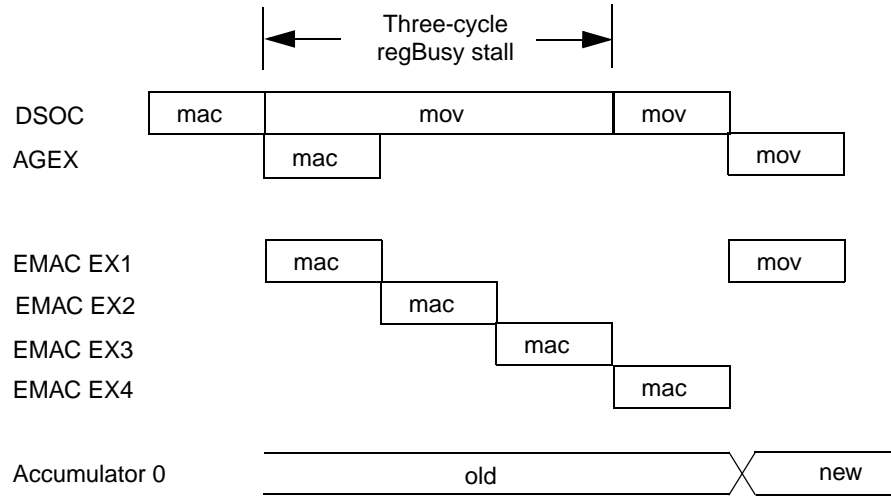 Three-cycle
regBusy stall
DSOC mac mov mov
AGEX mac mov
EMAC EX1 mac mov
EMAC EX2 mac
EMAC EX3 mac
EMAC EX4 mac
Accumulator 0 old new